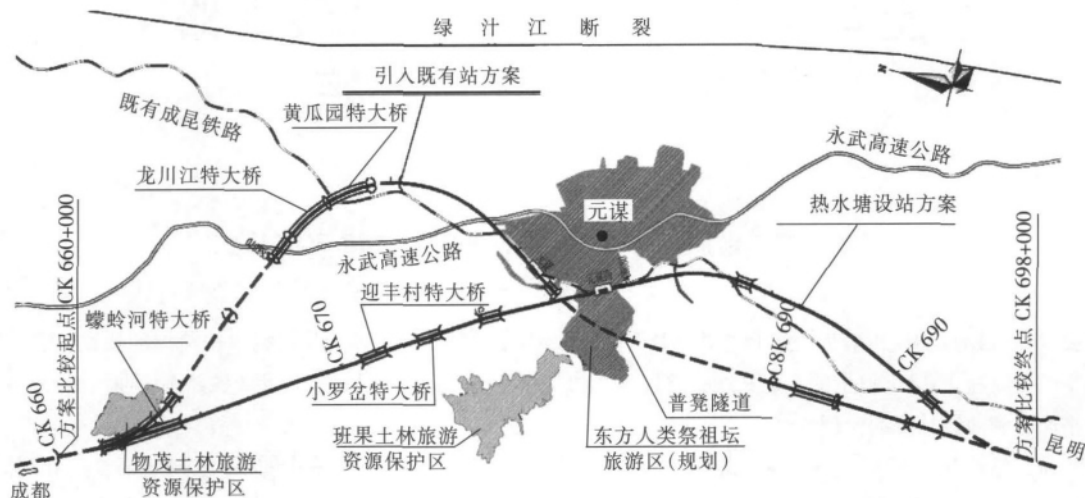 绿汁江断裂
引入既有站方案
既有成昆铁路
黄瓜园特大桥
永武高速公路
龙川江特大桥
元谋
热水塘设站方案
方案比较起点 CK 660+000
永武高速公路
迎丰村特大桥
蠓蛉河特大桥
CK 670
C8K 690
CK 690
方案比较终点 CK 698+000
CK 660
小罗岔特大桥
普凳隧道
班果土林旅游
资源保护区
东方人类祭祖坛
旅游区(规划)
物茂土林旅游
资源保护区
成都
昆明